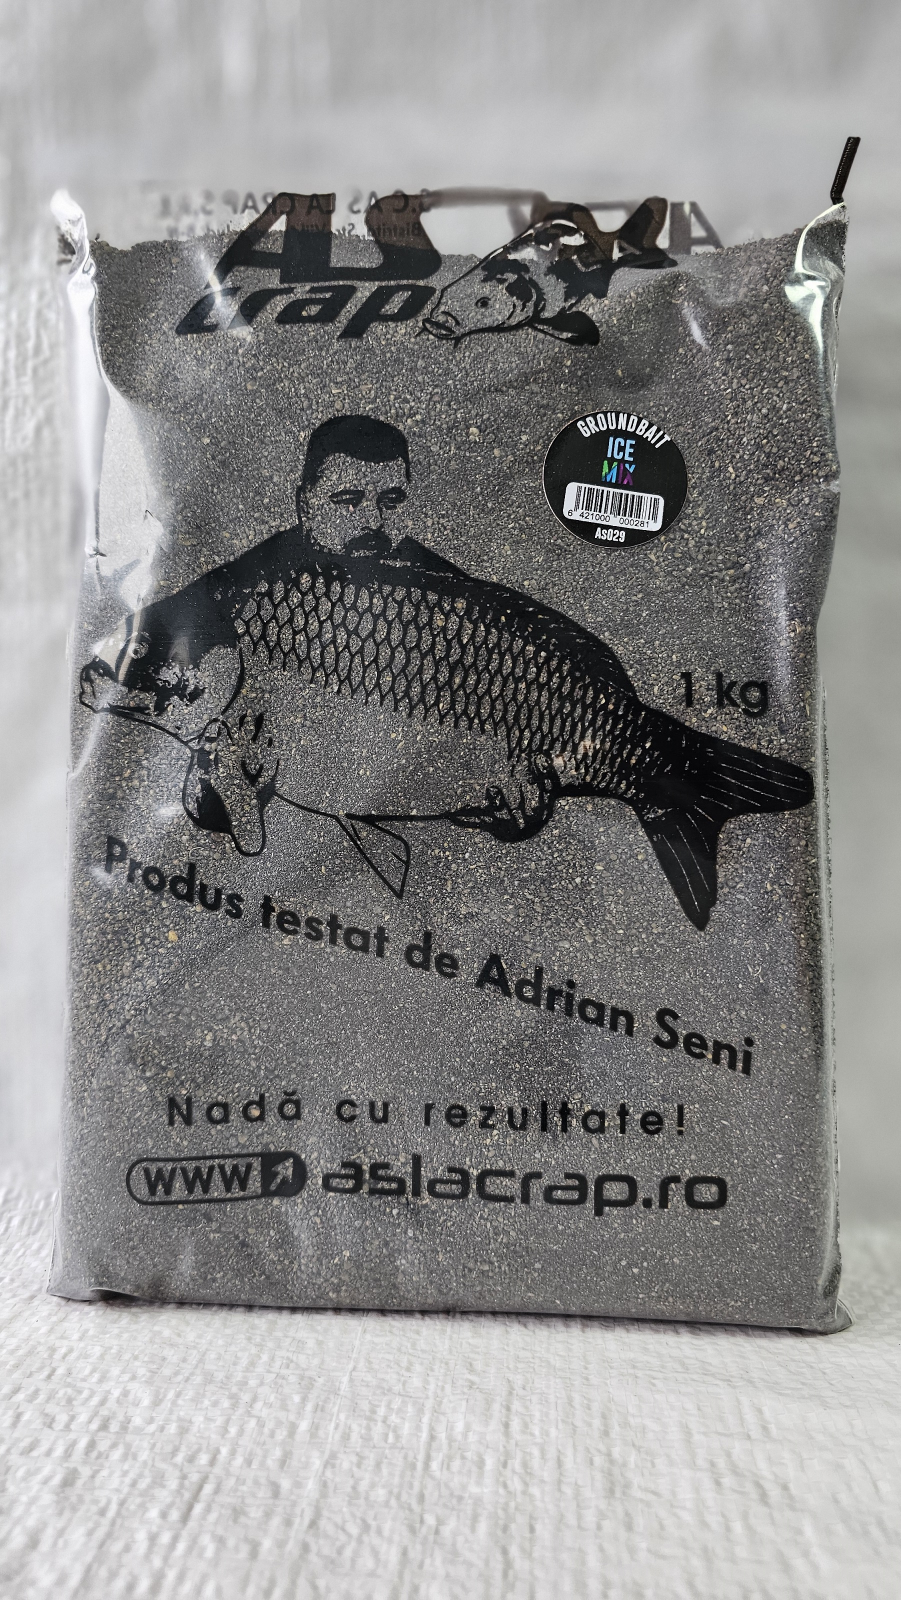 AS LA
crap
GROUNDBAIT
ICE
MIX
6 421000 000281
AS029
1 kg
Produs testat de Adrian Seni
Nadă cu rezultate!
www aslacrap.ro